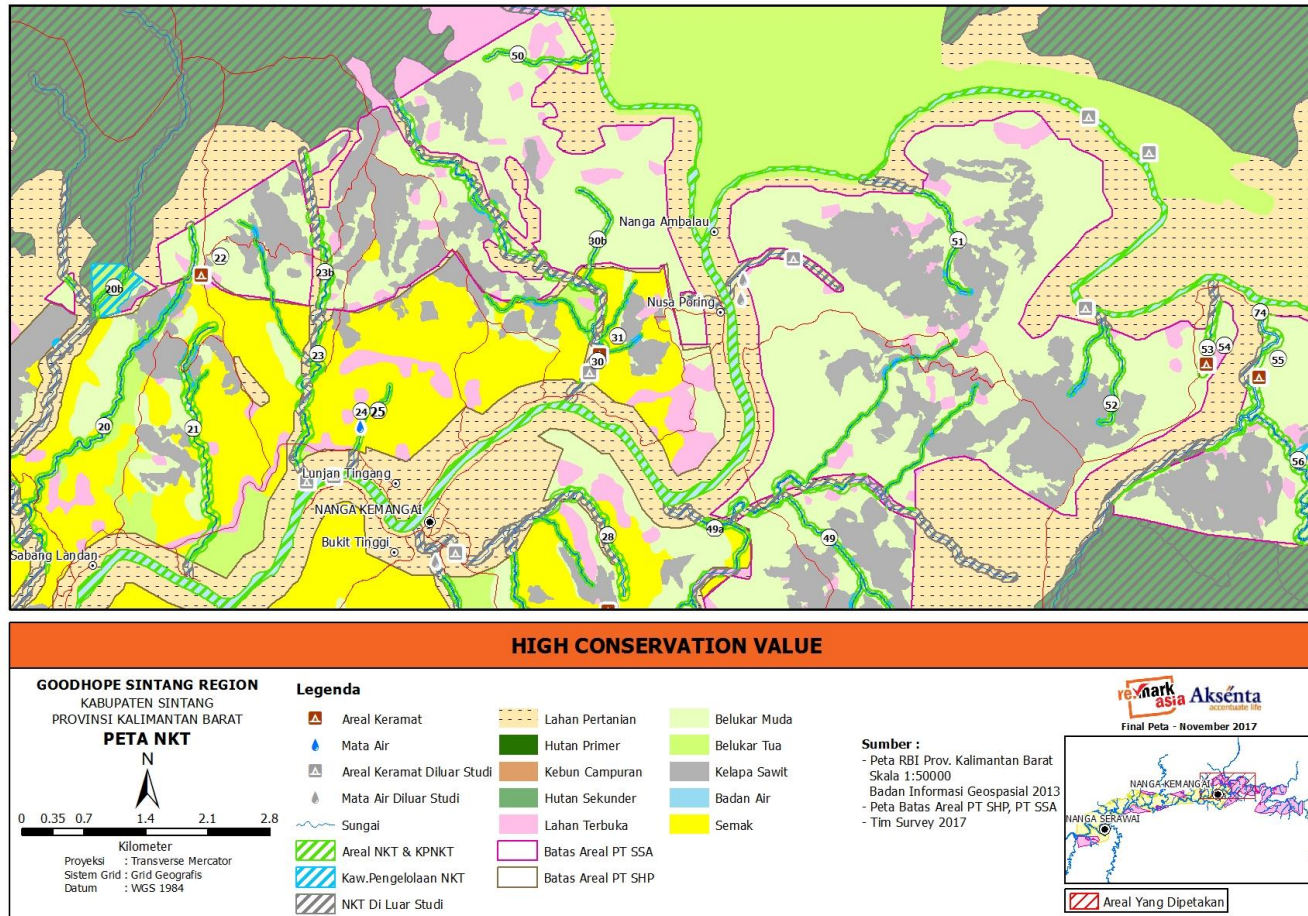 50
30b
Nanga Ambalau
51
22
23b
20b
Nusa Poring
74
31
53
54
55
30
23
24
25
52
20
21
56
Lunjan Tingang
NANGA KEMANGAI
49a
49
28
Bukit Tinggi
Sabang Landan
HIGH CONSERVATION VALUE
GOODHOPE SINTANG REGION
KABUPATEN SINTANG
PROVINSI KALIMANTAN BARAT
PETA NKT
N
0 0.35 0.7 1.4 2.1 2.8
Kilometer
Proyeksi : Transverse Mercator
Sistem Grid : Grid Geografis
Datum : WGS 1984
Legenda
Areal Keramat
Mata Air
Areal Keramat Diluar Studi
Mata Air Diluar Studi
Sungai
Areal NKT & KPNKT
Kaw.Pengelolaan NKT
NKT Di Luar Studi
Lahan Pertanian
Hutan Primer
Kebun Campuran
Hutan Sekunder
Lahan Terbuka
Batas Areal PT SSA
Batas Areal PT SHP
Belukar Muda
Belukar Tua
Kelapa Sawit
Badan Air
Semak
Sumber :
- Peta RBI Prov. Kalimantan Barat
Skala 1:50000
Badan Informasi Geospasial 2013
- Peta Batas Areal PT SHP, PT SSA
- Tim Survey 2017
re.mark asia
Aksenta
accentuate life
Final Peta - November 2017
NANGA KEMANGAI
NANGA SERAWAI
Areal Yang Dipetakan